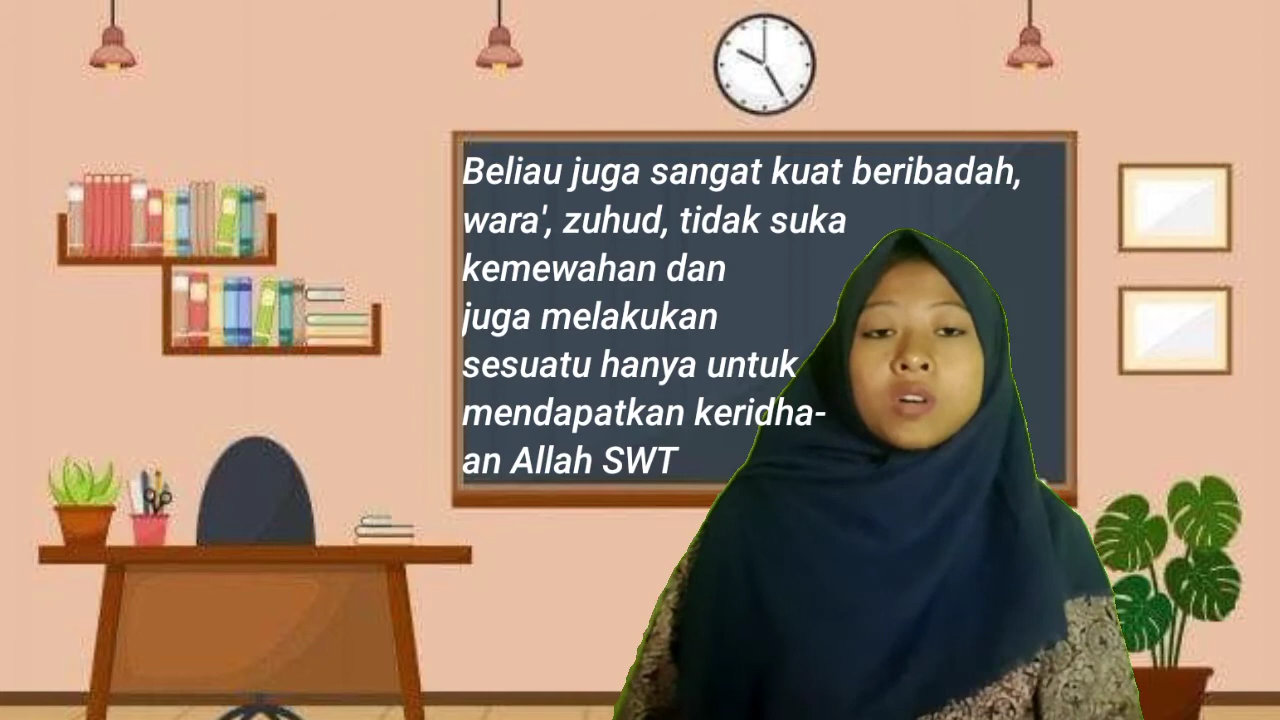 Beliau juga sangat kuat beribadah,
wara', zuhud, tidak suka
kemewahan dan
juga melakukan
sesuatu hanya untuk
mendapatkan keridha-
an Allah SWT